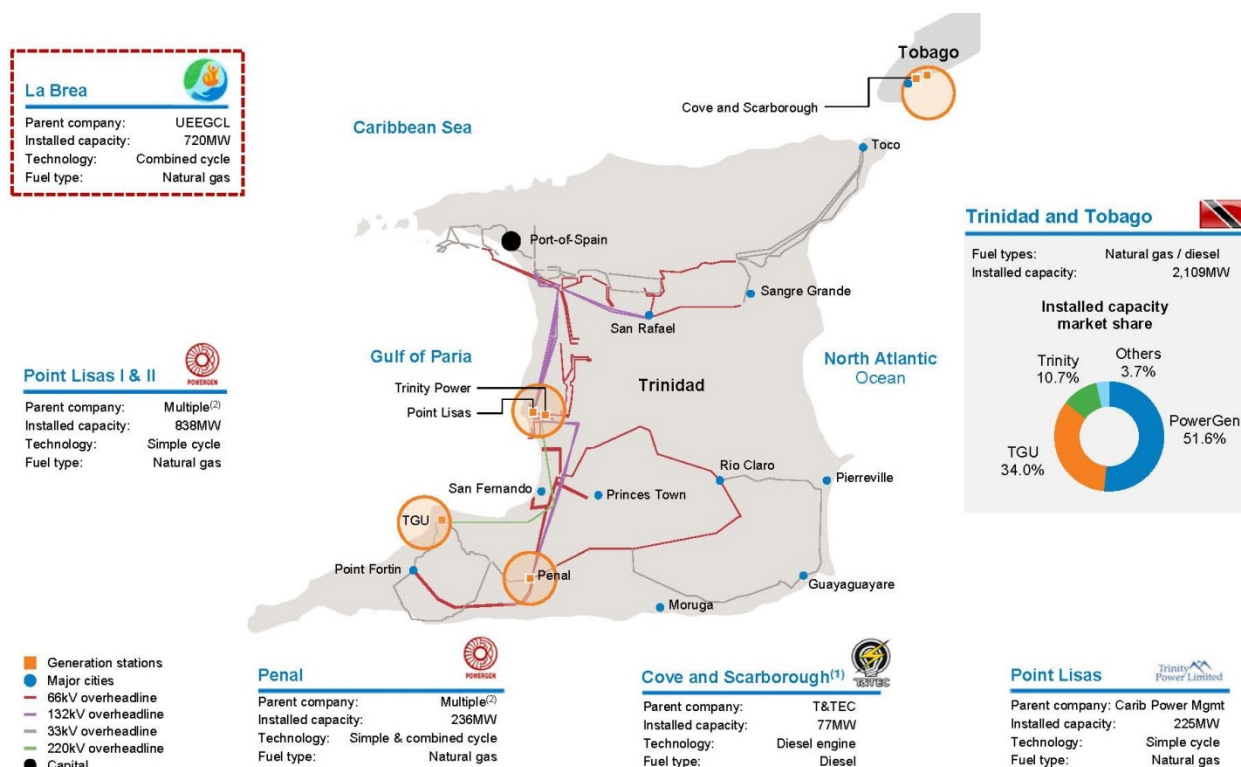 La Brea
Parent company: UEEGCL
Installed capacity: 720MW
Technology: Combined cycle
Fuel type: Natural gas
Tobago
Cove and Scarborough
Caribbean Sea
Toco
Port-of-Spain
Sangre Grande
San Rafael
Trinidad and Tobago
Fuel types: Natural gas / diesel
Installed capacity: 2,109MW
Installed capacity
market share
Trinity
10.7%
Others
3.7%
PowerGen
51.6%
TGU
34.0%
Gulf of Paria
North Atlantic
Ocean
Trinidad
Trinity Power
Point Lisas
Point Lisas I & II
POWERGEN
Parent company: Multiple(2)
Installed capacity: 838MW
Technology: Simple cycle
Fuel type: Natural gas
Rio Claro
Pierreville
San Fernando
Princes Town
TGU
Point Fortin
Penal
Guayaguayare
Moruga
Generation stations
Major cities
66kV overheadline
132kV overheadline
33kV overheadline
220kV overheadline
Capital
Penal
POWERGEN
Parent company: Multiple(2)
Installed capacity: 236MW
Technology: Simple & combined cycle
Fuel type: Natural gas
Cove and Scarborough(1)
T&TEC
Parent company: T&TEC
Installed capacity: 77MW
Technology: Diesel engine
Fuel type: Diesel
Point Lisas
Trinity
Power Limited
Parent company: Carib Power Mgmt
Installed capacity: 225MW
Technology: Simple cycle
Fuel type: Natural gas